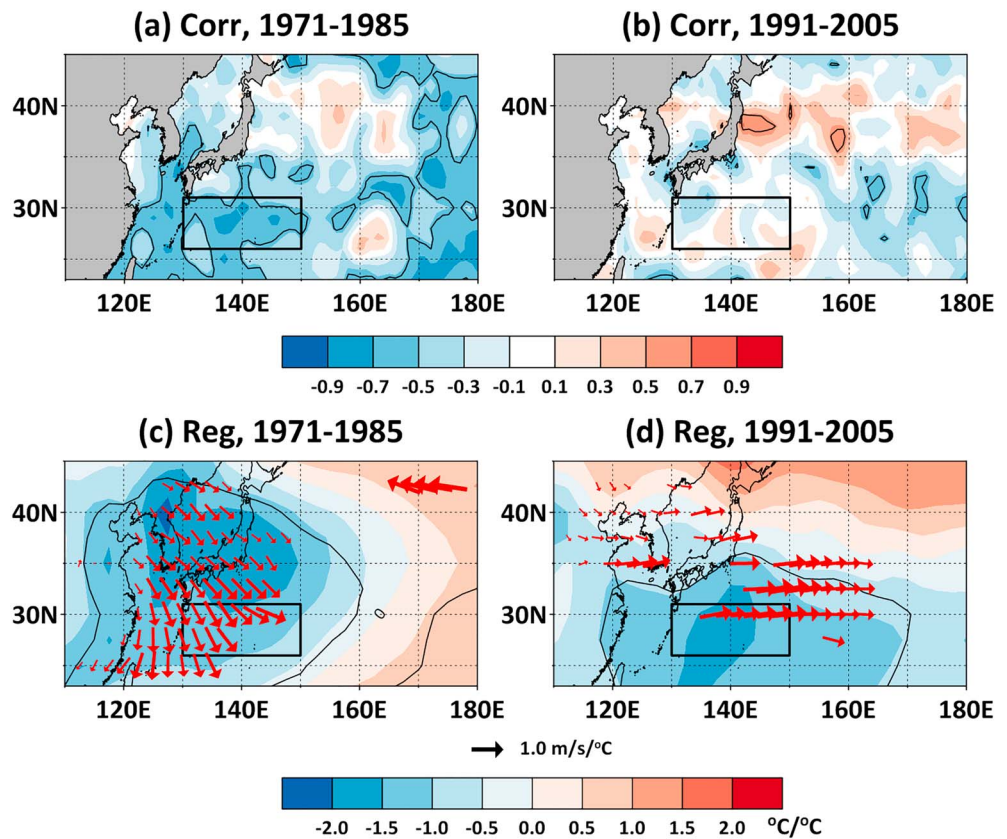 (a) Corr, 1971-1985
(b) Corr, 1991-2005
40N
30N
120E 140E 160E 180E
40N
30N
120E 140E 160E 180E
-0.9 -0.7 -0.5 -0.3 -0.1 0.1 0.3 0.5 0.7 0.9
(c) Reg, 1971-1985
(d) Reg, 1991-2005
40N
30N
120E 140E 160E 180E
40N
30N
120E 140E 160E 180E
1.0 m/s/°C
-2.0 -1.5 -1.0 -0.5 0.0 0.5 1.0 1.5 2.0 °C/°C